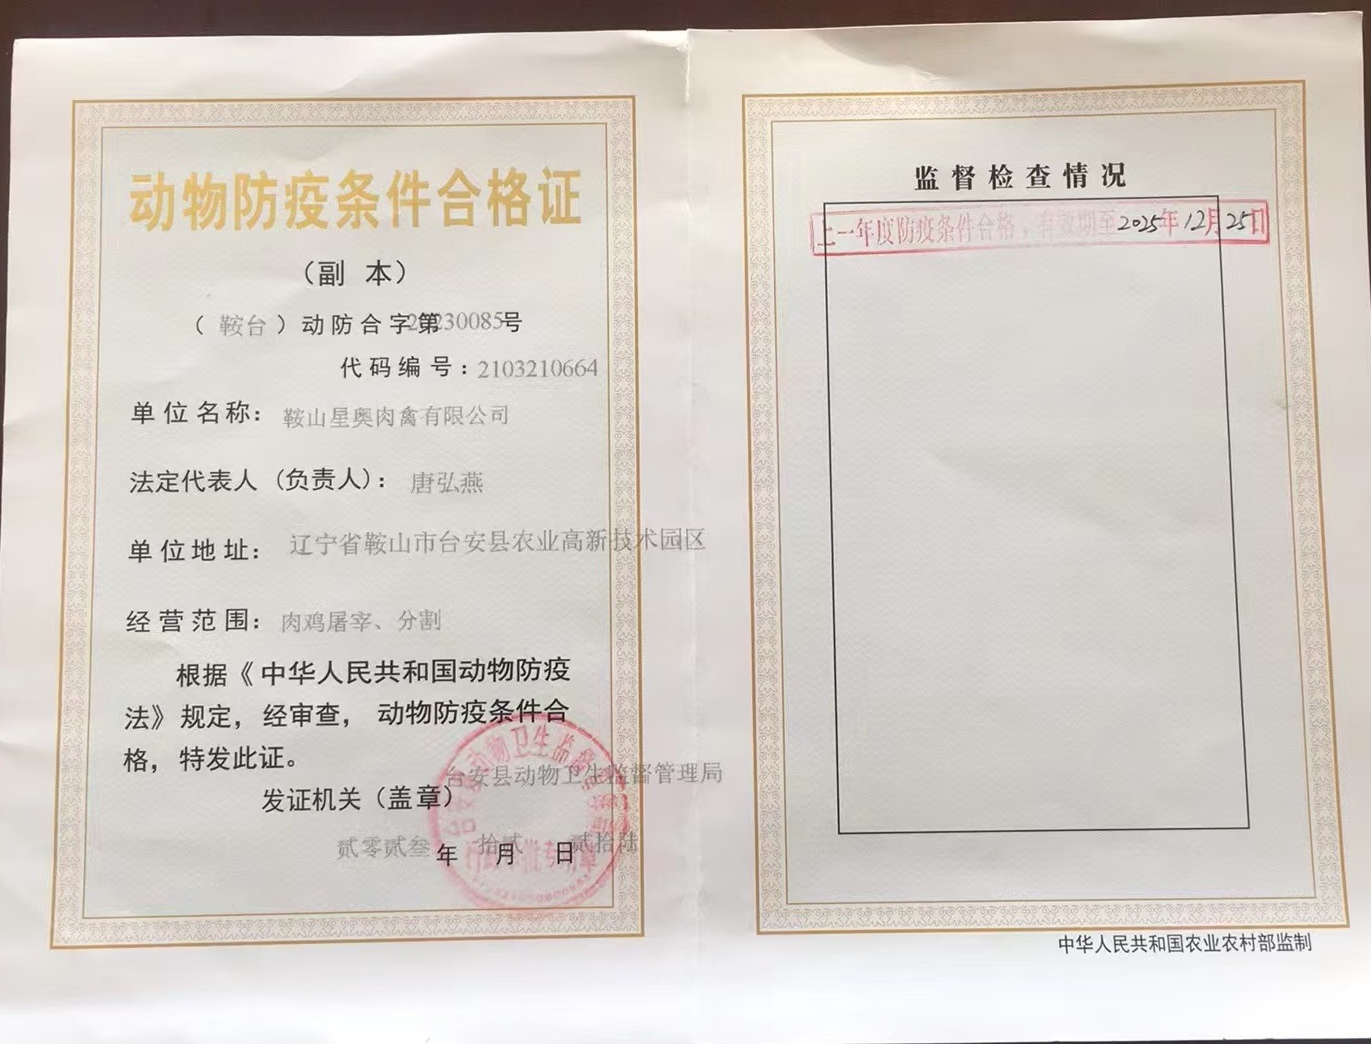 动物防疫条件合格证
（副 本）
（ 鞍台 ）动防合字第20230085号
代码编号：2103210664
单位名称：鞍山星奥肉禽有限公司
法定代表人（负责人）：唐弘燕
单位地址：辽宁省鞍山市台安县农业高新技术园区
经营范围：肉鸡屠宰、分割
根据《中华人民共和国动物防疫
法》规定，经审查，动物防疫条件合
格，特发此证。
台安县动物卫生监督管理局
发证机关（盖章）
贰零贰叁年拾贰月贰拾陆日
监督检查情况
上一年度防疫条件合格，有效期至2025年12月25日
中华人民共和国农业农村部监制